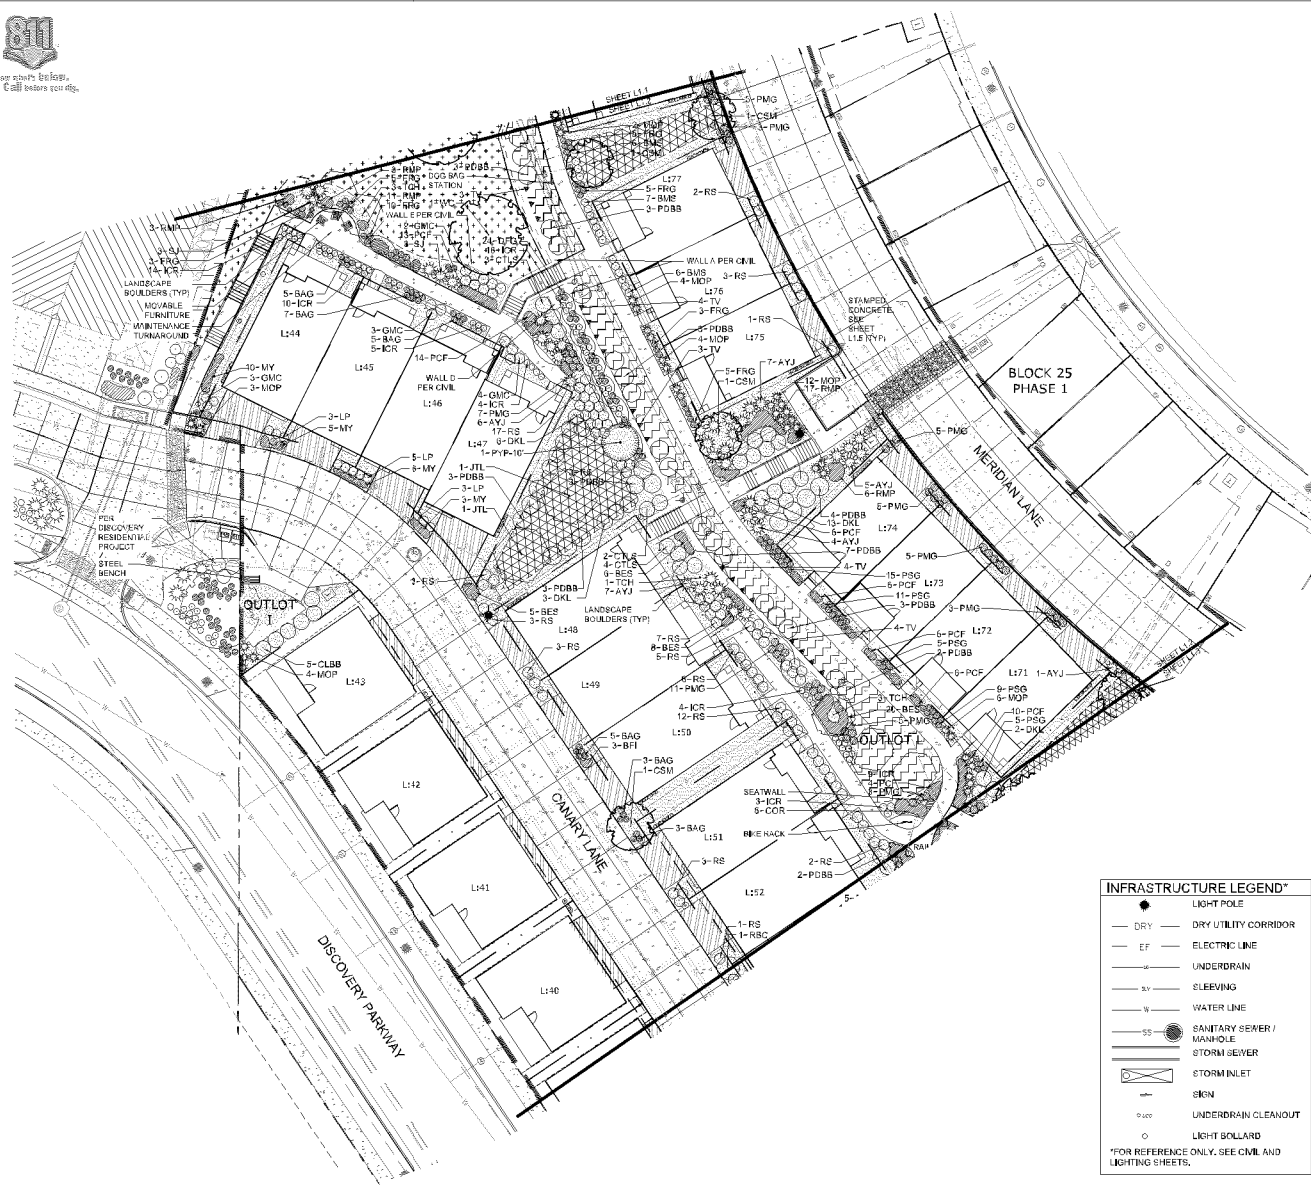 811
Call before you dig.
SHEET L1.1
SHEET L1.2
3-PMG
1-CSM
3-PMG
L:77
5-FRG
7-BMS
3-PDBB
2-RS
3-PDBB
DOG BAG
STATION
WALL E PER CIVIL
3-RMP
3-SJ
3-FRG
14-ICR
LANDSCAPE
BOULDERS (TYP)
MOVABLE
FURNITURE
MAINTENANCE
TURNAROUND
5-BAG
10-ICR
7-BAG
L:44
3-GMC
5-BAG
5-ICR
L:45
14-PCF
WALL D
PER CIVIL
L:46
10-MY
3-GMC
3-MOP
3-LP
5-MY
5-LP
6-MY
4-GMC
4-ICR
7-PMG
6-AYJ
17-RS
6-DKL
1-PYP-10'
L:47
1-JTL
3-PDBB
3-LP
3-MY
1-JTL
WALL A PER CIVIL
6-BMS
4-MOP
L:76
3-RS
4-TV
3-FRG
3-PDBB
4-MOP
3-TV
1-RS
L:75
7-AYJ
5-FRG
1-CSM
12-MOP
17-RMP
STAMPED
CONCRETE
SEE
SHEET
L1.5 (TYP)
BLOCK 25
PHASE 1
MERIDIAN LANE
5-PMG
5-AYJ
6-RMP
5-PMG
L:74
4-PDBB
13-DKL
6-PCF
4-AYJ
7-PDBB
4-TV
5-PMG
15-PSG
6-PCF
11-PSG
3-PDBB
L:73
3-PMG
4-TV
L:72
6-PCF
5-PSG
2-PDBB
6-PCF
L:71
1-AYJ
9-PSG
6-MOP
10-PCF
5-PSG
2-DKL
PER
DISCOVERY
RESIDENTIAL
PROJECT
STEEL
BENCH
OUTLOT
I
5-CLBB
4-MOP
L:43
3-RS
3-PDBB
3-DKL
5-BES
3-RS
L:48
3-RS
2-CTLS
4-CTLS
6-BES
1-TCH
7-AYJ
LANDSCAPE
BOULDERS (TYP)
7-RS
8-BES
5-RS
L:49
6-RS
11-PMG
4-ICR
12-RS
L:50
5-BAG
3-BFI
3-BAG
1-CSM
3-TCH
5-PMG
OUTLOT L
SEATWALL
3-ICR
BIKE RACK
L:42
CANARY LANE
3-BAG
L:51
3-RS
2-RS
2-PDBB
L:52
L:41
1-RS
1-RBC
L:40
DISCOVERY PARKWAY
INFRASTRUCTURE LEGEND*
LIGHT POLE
DRY DRY UTILITY CORRIDOR
EF ELECTRIC LINE
UNDERDRAIN
SLEEVING
W WATER LINE
SS SANITARY SEWER /
MANHOLE
STORM SEWER
STORM INLET
SIGN
UNDERDRAIN CLEANOUT
LIGHT BOLLARD
*FOR REFERENCE ONLY. SEE CIVIL AND
LIGHTING SHEETS.